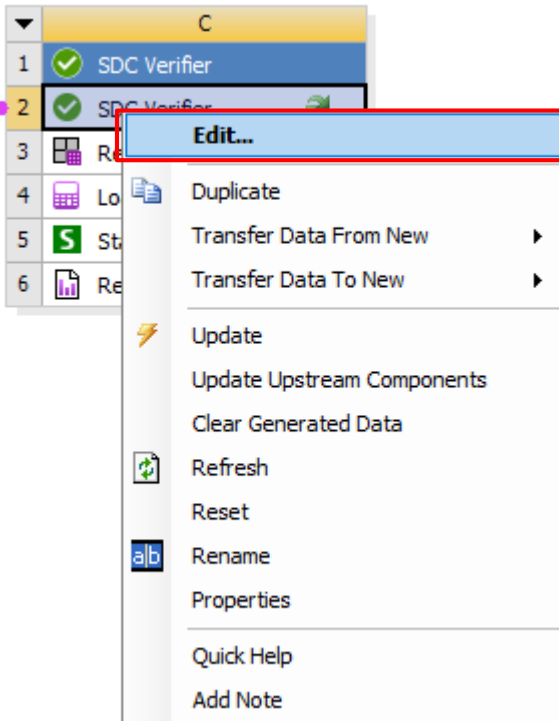 C
1 SDC Verifier
2 SDC Verifier
Edit...
3 Re
Duplicate
4 Lo
Transfer Data From New
5 S St
Transfer Data To New
6 Re
Update
Update Upstream Components
Clear Generated Data
Refresh
Reset
a|b Rename
Properties
Quick Help
Add Note